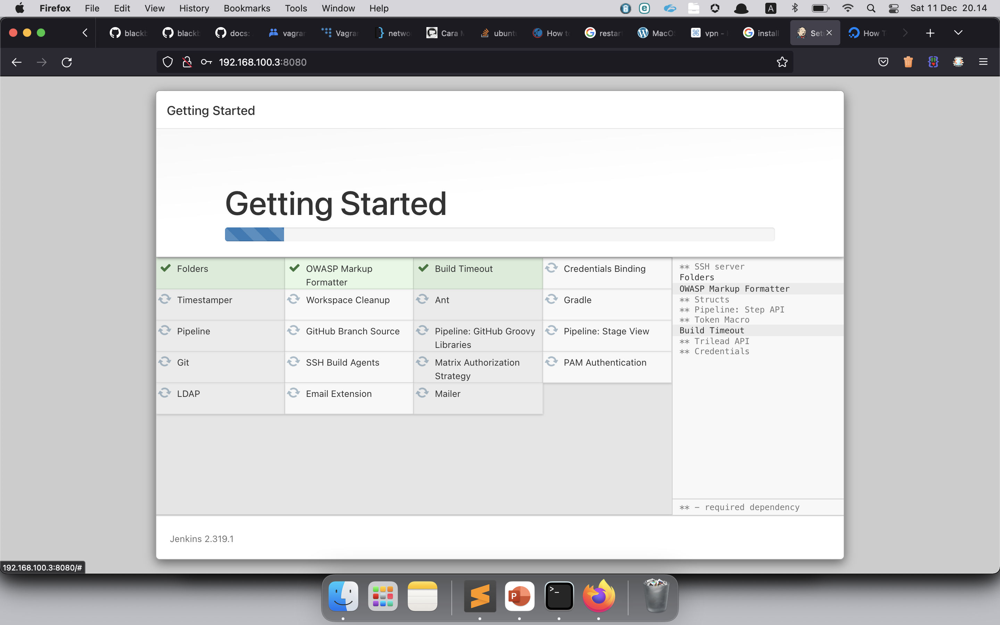 Firefox File Edit View History Bookmarks Tools Window Help Sat 11 Dec 20.14
blackb blackb docs: vagrar Vagrar netwo Cara ubunt How to restar MacO vpn - install Set How T
192.168.100.3:8080
Getting Started
Getting Started
Folders
OWASP Markup
Formatter
Build Timeout
Credentials Binding
Timestamper
Workspace Cleanup
Ant
Gradle
Pipeline
GitHub Branch Source
Pipeline: GitHub Groovy
Libraries
Pipeline: Stage View
Git
SSH Build Agents
Matrix Authorization
Strategy
PAM Authentication
LDAP
Email Extension
Mailer
** SSH server
Folders
OWASP Markup Formatter
** Structs
** Pipeline: Step API
** Token Macro
Build Timeout
** Trilead API
** Credentials
** - required dependency
Jenkins 2.319.1
192.168.100.3:8080/#